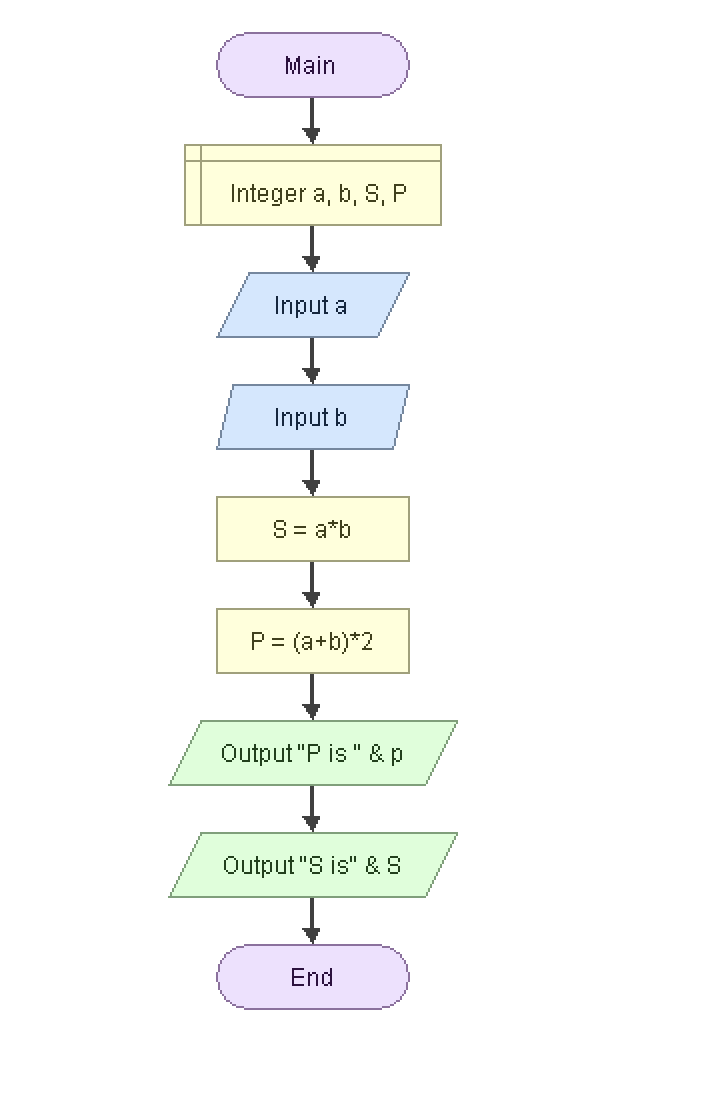 Main
Integer a, b, S, P
Input a
Input b
S = a*b
P = (a+b)*2
Output "P is " & p
Output "S is" & S
End